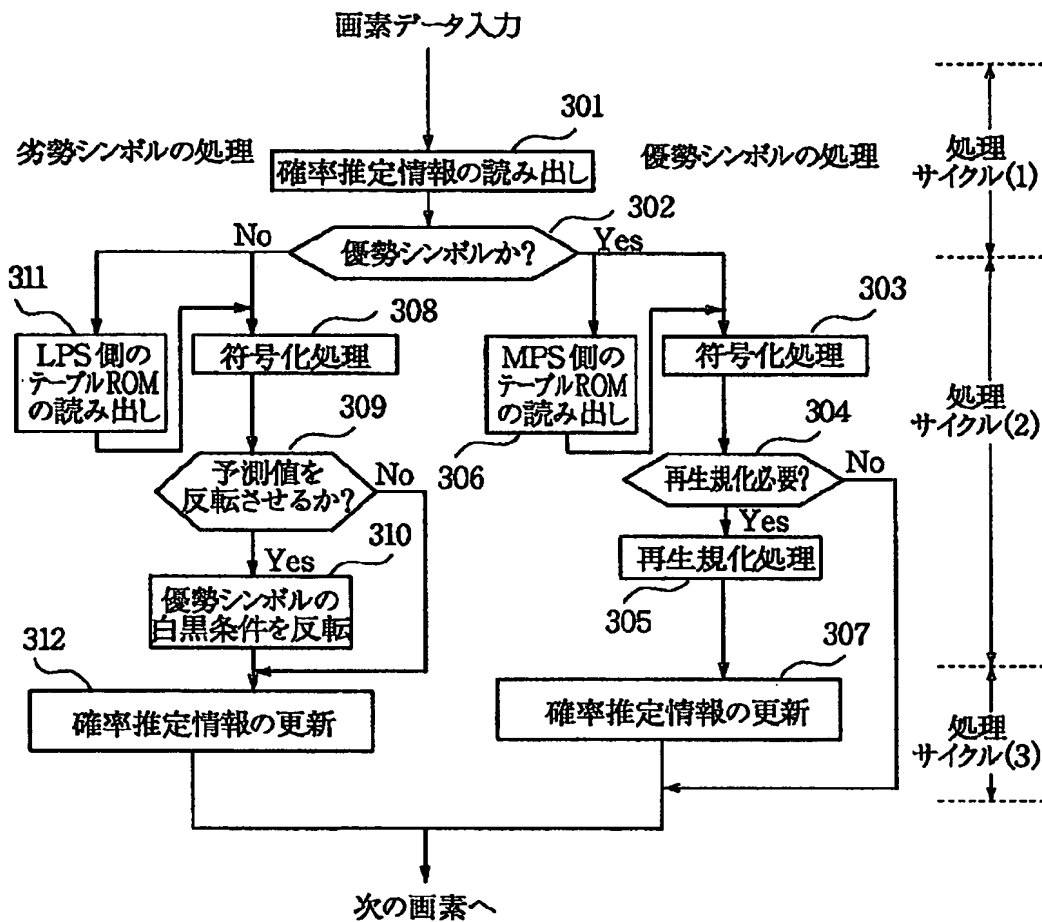 画素データ入力
301
劣勢シンボルの処理
優勢シンボルの処理
確率推定情報の読み出し
処理
サイクル(1)
302
No
優勢シンボルか?
Yes
311
308
303
LPS側の
テーブルROM
の読み出し
符号化処理
MPS側の
テーブルROM
の読み出し
符号化処理
処理
サイクル(2)
309
306
304
予測値を
反転させるか?
No
再生規化必要?
No
Yes
310
Yes
再生規化処理
305
優勢シンボルの
白黒条件を反転
312
307
確率推定情報の更新
確率推定情報の更新
処理
サイクル(3)
次の画素へ